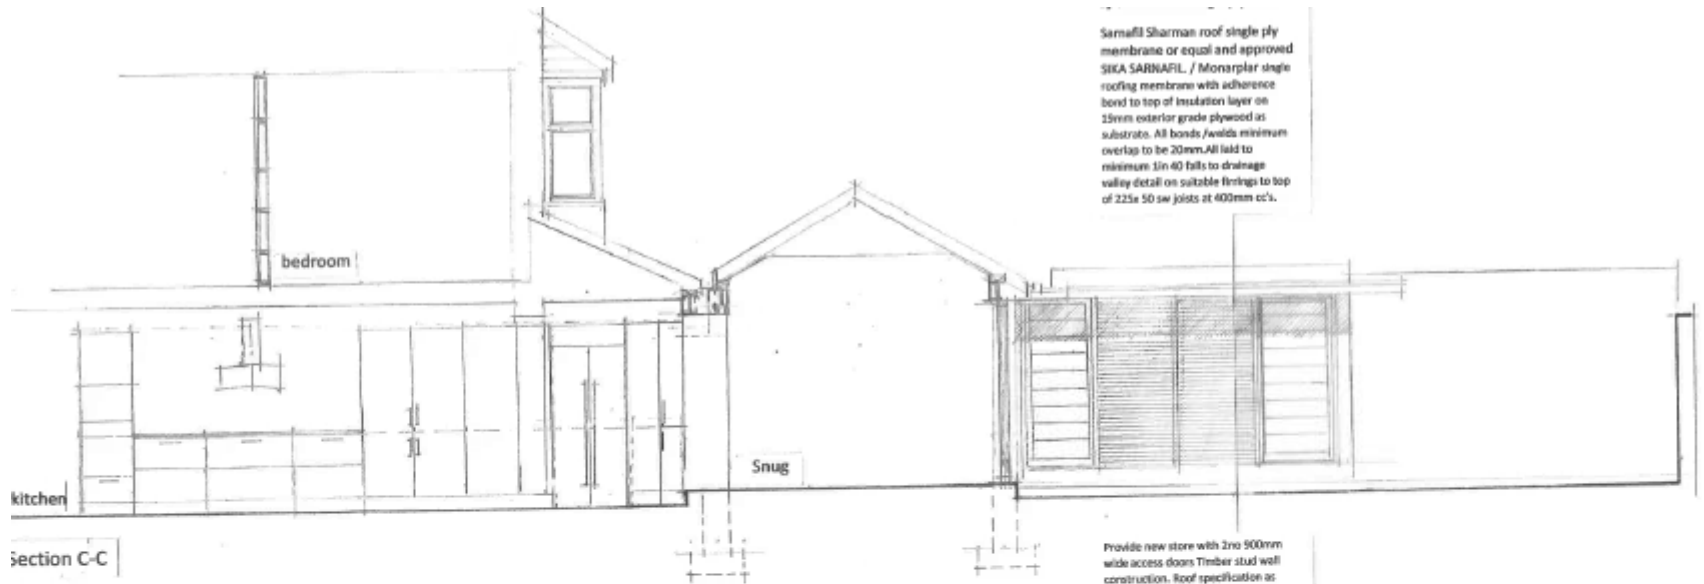 Sarnafil Sharman roof single ply
membrane or equal and approved
SIKA SARNAFIL. / Monarplar single
roofing membrane with adherence
bond to top of insulation layer on
19mm exterior grade plywood as
substrate. All bonds /welds minimum
overlap to be 20mm.All laid to
minimum 1in 40 falls to drainage
valley detail on suitable firrings to top
of 225x 50 sw joists at 400mm cc's.
bedroom
Snug
kitchen
Section C-C
Provide new store with 2no 900mm
wide access doors Timber stud wall
construction. Roof specification as